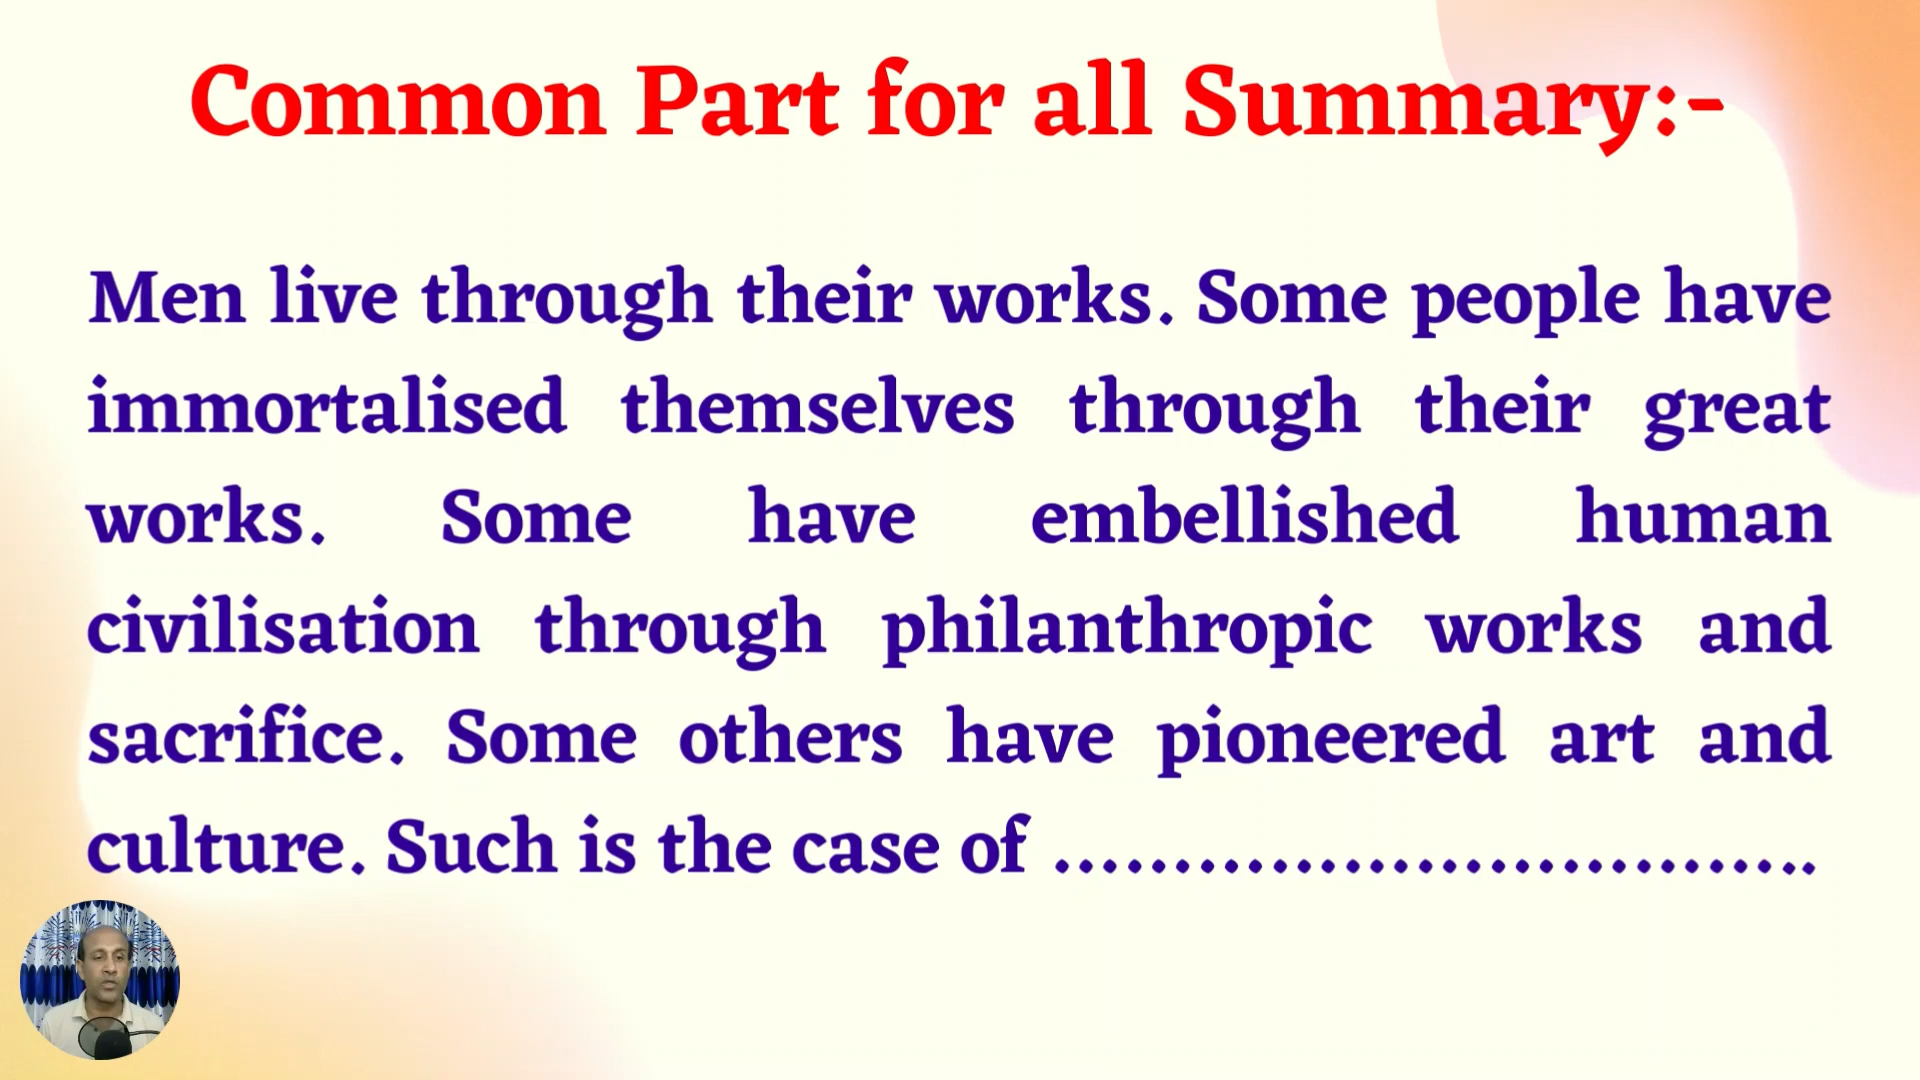 Common Part for all Summary:-
Men live through their works. Some people have
immortalised themselves through their great
works. Some have embellished human
civilisation through philanthropic works and
sacrifice. Some others have pioneered art and
culture. Such is the case of ................................